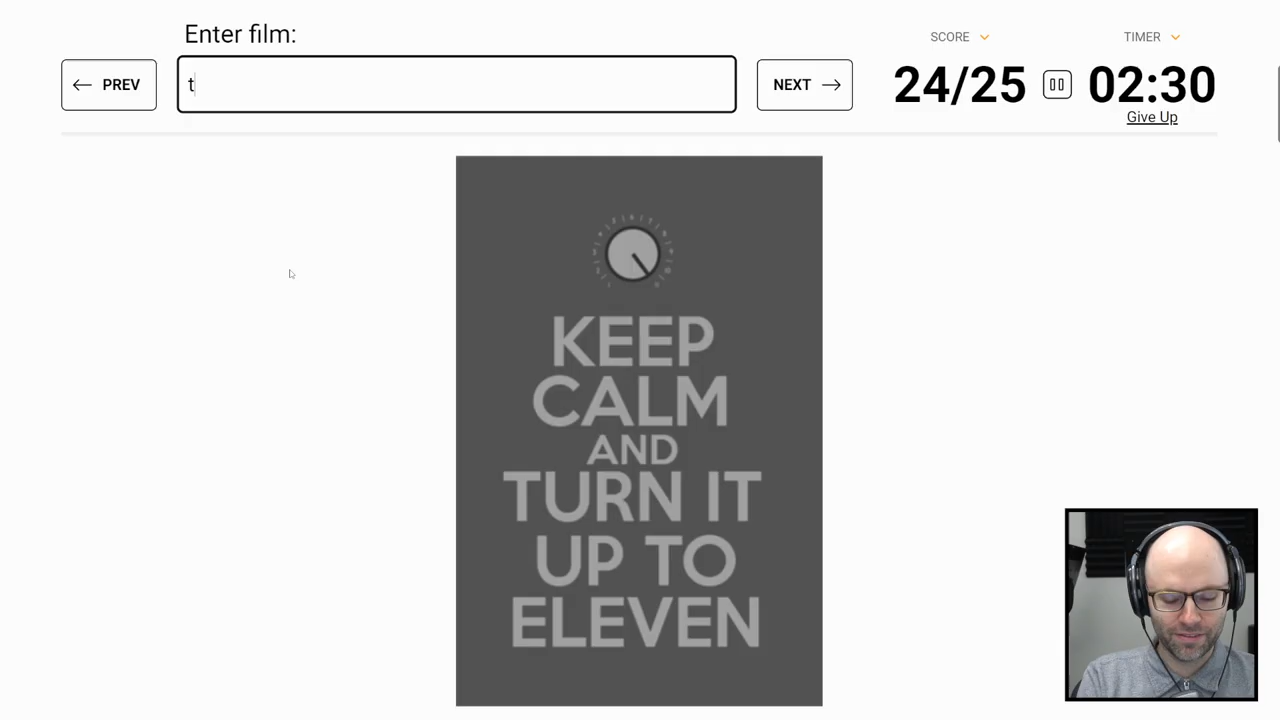 Enter film:
PREV
t
NEXT
SCORE
24/25
TIMER
02:30
Give Up
KEEP
CALM
AND
TURN IT
UP TO
ELEVEN